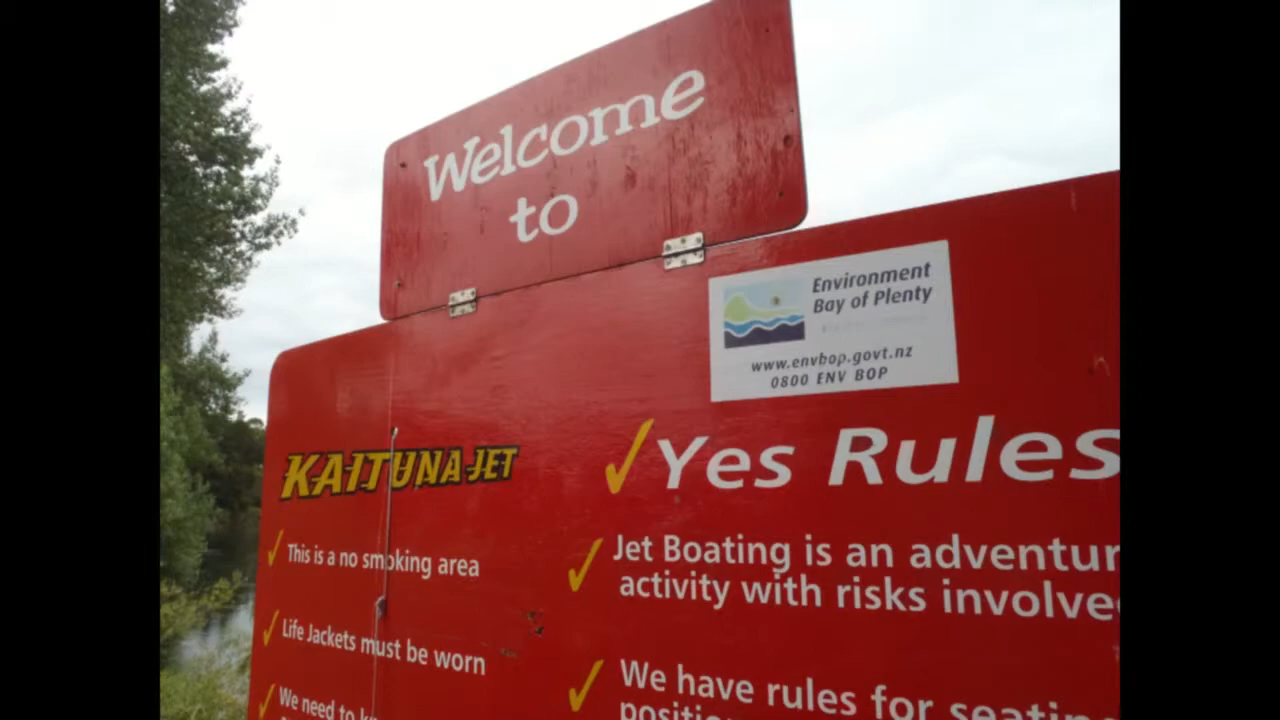 Welcome
to
Environment
Bay of Plenty
www.envbop.govt.nz
0800 ENV BOP
KAITUNA JET
This is a no smoking area
Life Jackets must be worn
We need to
Yes Rules
Jet Boating is an adventur
activity with risks involve
We have rules for seatin
positio